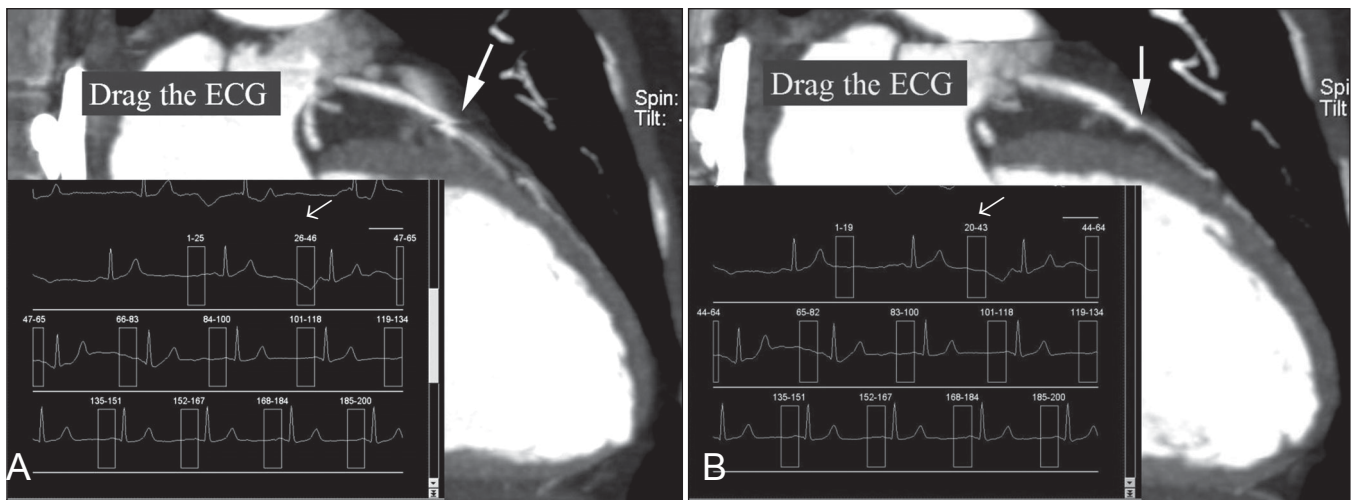 Drag the ECG
Spin:
Tilt:
1-25 26-46 47-65
47-65 66-83 84-100 101-118 119-134
135-151 152-167 168-184 185-200
A
Drag the ECG
Spi
Tilt
1-19 20-43 44-64
44-64 65-82 83-100 101-118 119-134
135-151 152-167 168-184 185-200
B